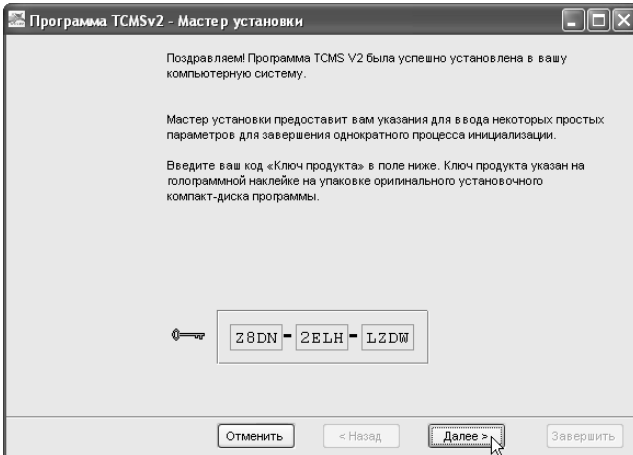 Программа TCMSv2 - Мастер установки
Поздравляем! Программа TCMS V2 была успешно установлена в вашу
компьютерную систему.
Мастер установки предоставит вам указания для ввода некоторых простых
параметров для завершения однократного процесса инициализации.
Введите ваш код «Ключ продукта» в поле ниже. Ключ продукта указан на
голограммной наклейке на упаковке оригинального установочного
компакт-диска программы.
Z8DN - 2ELH - LZDW
Отменить < Назад Далее > Завершить